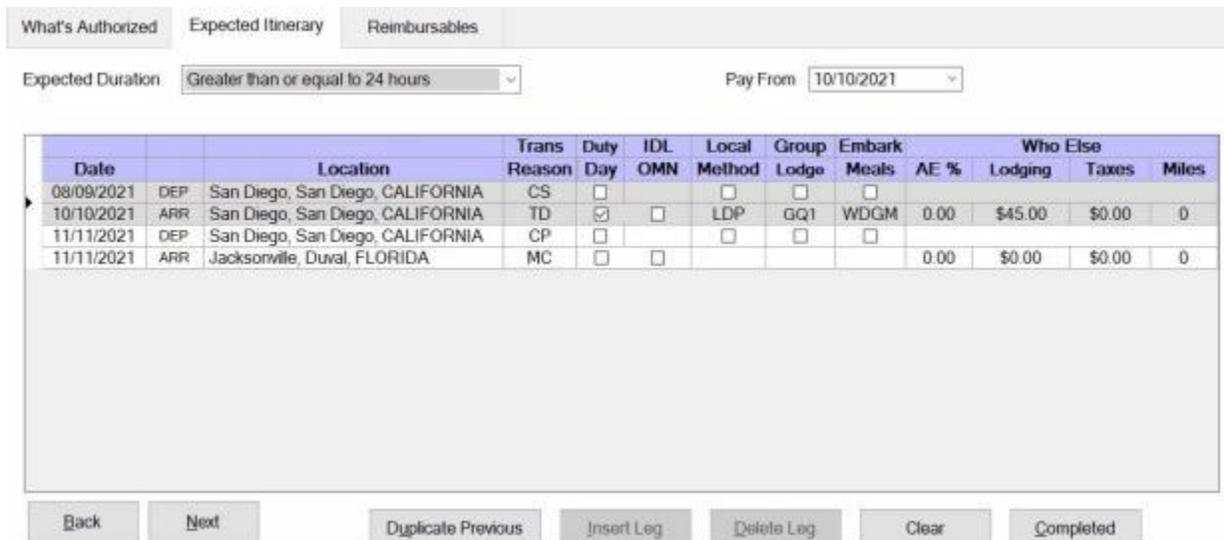 What's Authorized Expected Itinerary Reimbursables
Expected Duration Greater than or equal to 24 hours Pay From 10/10/2021
Trans Duty IDL Local Group Embark Who Else
Date Location Reason Day OMN Method Lodge Meals AE % Lodging Taxes Miles
08/09/2021 DEP San Diego, San Diego, CALIFORNIA CS
10/10/2021 ARR San Diego, San Diego, CALIFORNIA TD LDP GQ1 WDGM 0.00 $45.00 $0.00 0
11/11/2021 DEP San Diego, San Diego, CALIFORNIA CP
11/11/2021 ARR Jacksonville, Duval, FLORIDA MC 0.00 $0.00 $0.00 0
Back Next Duplicate Previous Insert Leg Delete Leg Clear Completed